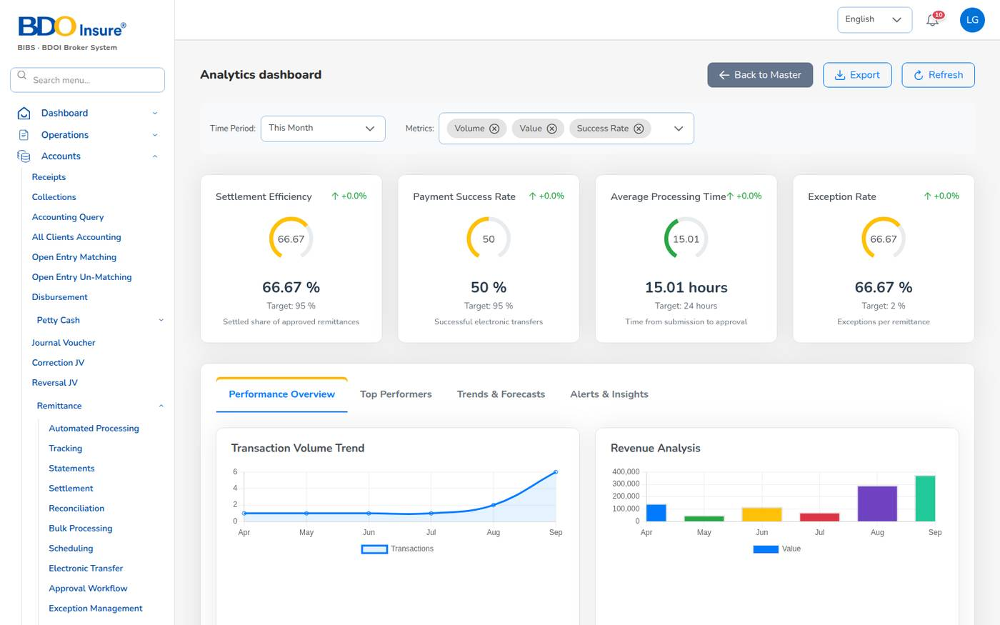 BDO Insure®
BIBS · BDOI Broker System
Search menu...
Dashboard
Operations
Accounts
Receipts
Collections
Accounting Query
All Clients Accounting
Open Entry Matching
Open Entry Un-Matching
Disbursement
Petty Cash
Journal Voucher
Correction JV
Reversal JV
Remittance
Automated Processing
Tracking
Statements
Settlement
Reconciliation
Bulk Processing
Scheduling
Electronic Transfer
Approval Workflow
Exception Management
English
10
LG
Analytics dashboard
Back to Master
Export
Refresh
Time Period:
This Month
Metrics:
Volume
Value
Success Rate
Settlement Efficiency
+0.0%
66.67
66.67 %
Target: 95 %
Settled share of approved remittances
Payment Success Rate
+0.0%
50
50 %
Target: 95 %
Successful electronic transfers
Average Processing Time
+0.0%
15.01
15.01 hours
Target: 24 hours
Time from submission to approval
Exception Rate
+0.0%
66.67
66.67 %
Target: 2 %
Exceptions per remittance
Performance Overview
Top Performers
Trends & Forecasts
Alerts & Insights
Transaction Volume Trend
6
4
2
0
Apr May Jun Jul Aug Sep
Transactions
Revenue Analysis
400,000
300,000
200,000
100,000
0
Apr May Jun Jul Aug Sep
Value